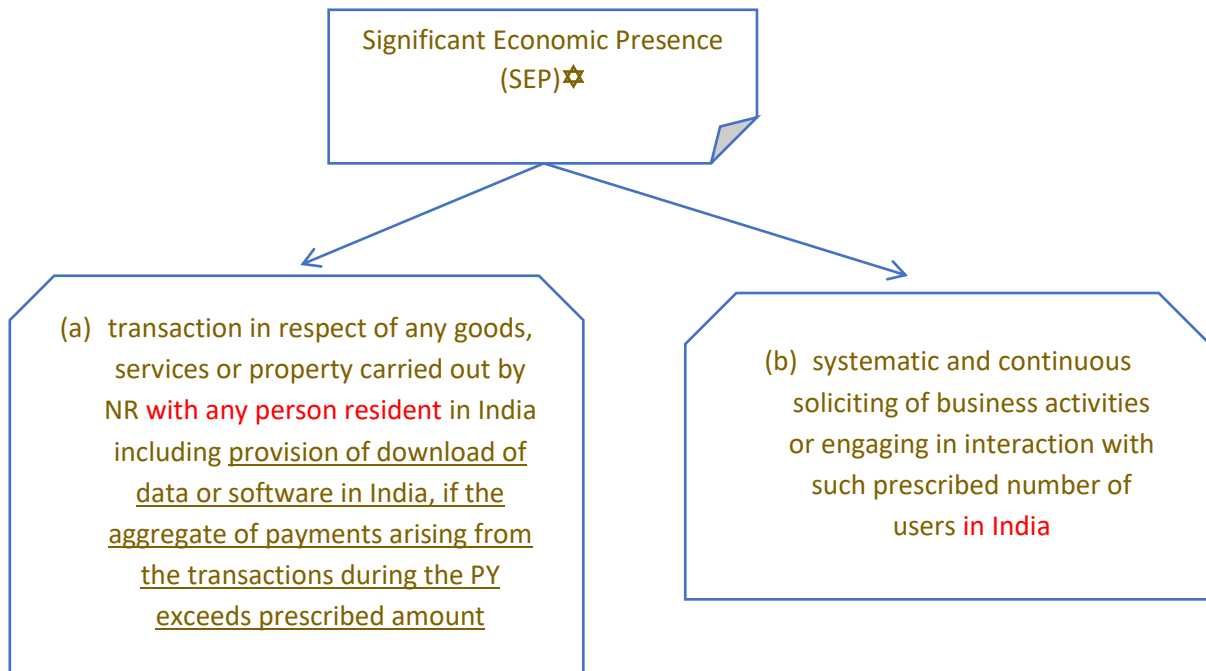 Significant Economic Presence
(SEP)✡
(a) transaction in respect of any goods,
services or property carried out by
NR with any person resident in India
including provision of download of
data or software in India, if the
aggregate of payments arising from
the transactions during the PY
exceeds prescribed amount
(b) systematic and continuous
soliciting of business activities
or engaging in interaction with
such prescribed number of
users in India